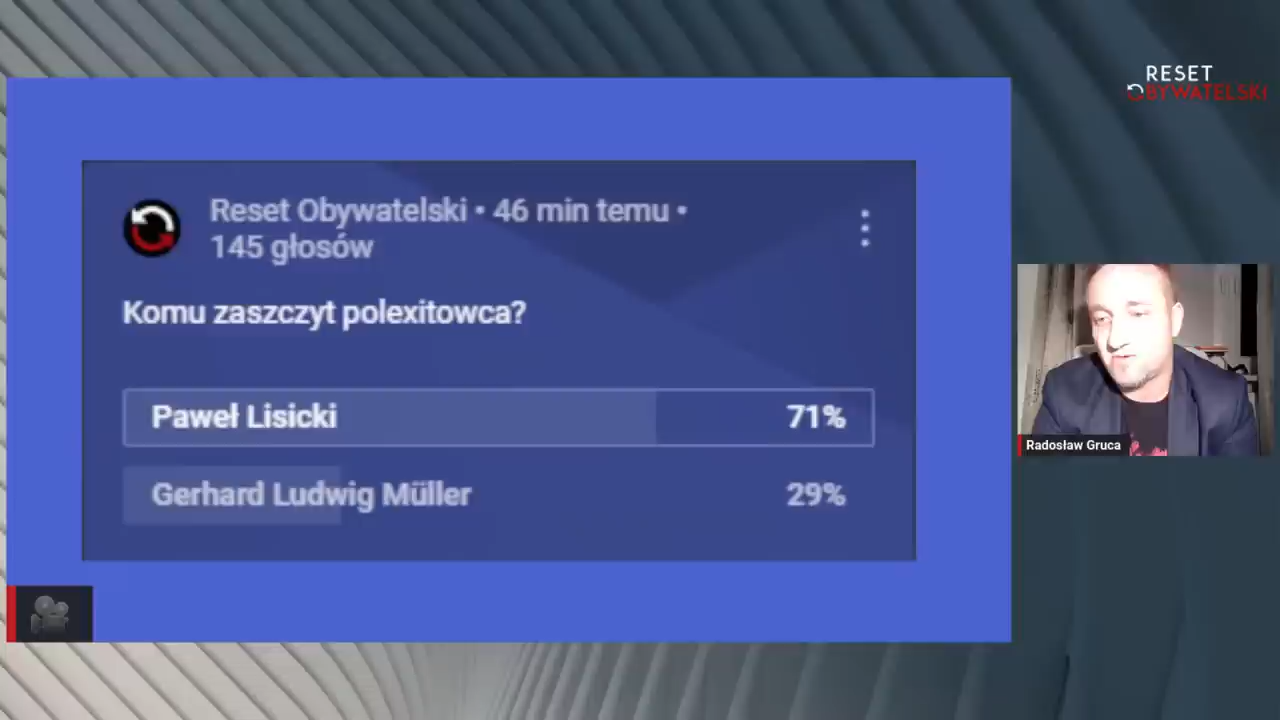 RESET
OBYWATELSKI
Reset Obywatelski • 46 min temu •
145 głosów
Komu zaszczyt polexitowca?
Paweł Lisicki 71%
Gerhard Ludwig Müller 29%
Radosław Gruca